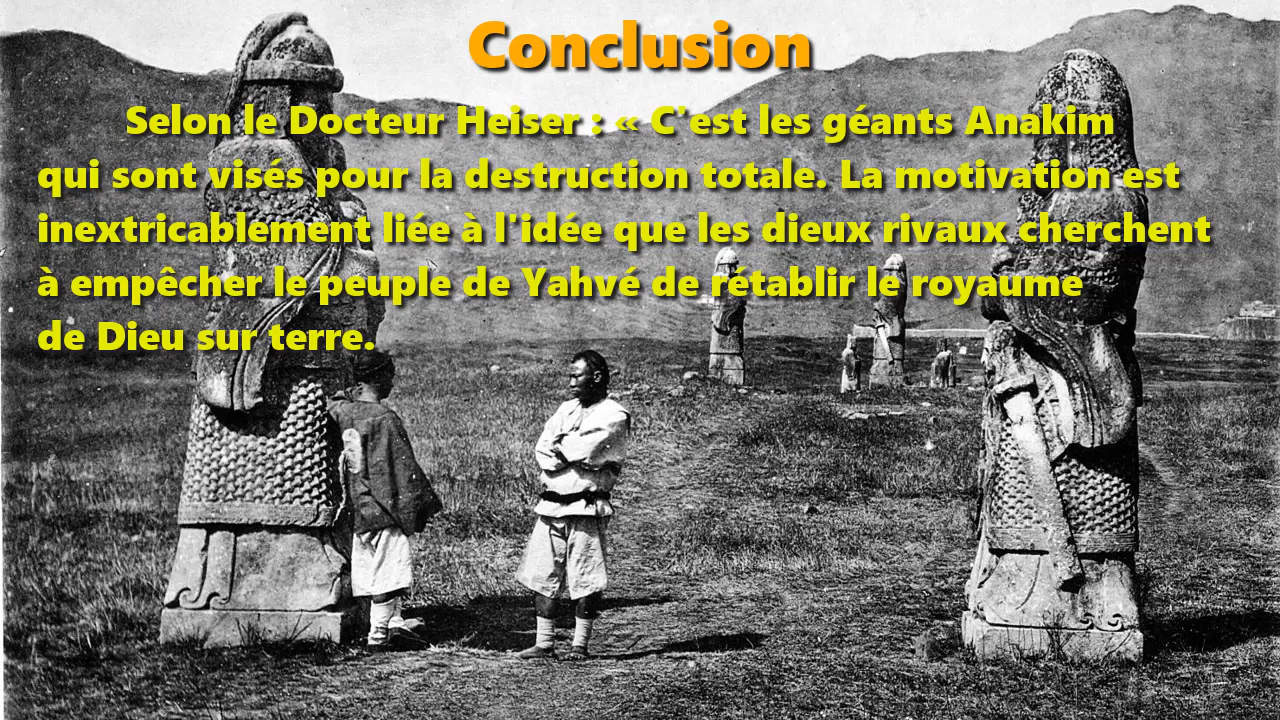 Conclusion
Selon le Docteur Heiser : « C'est les géants Anakim
qui sont visés pour la destruction totale. La motivation est
inextricablement liée à l'idée que les dieux rivaux cherchent
à empêcher le peuple de Yahvé de rétablir le royaume
de Dieu sur terre.